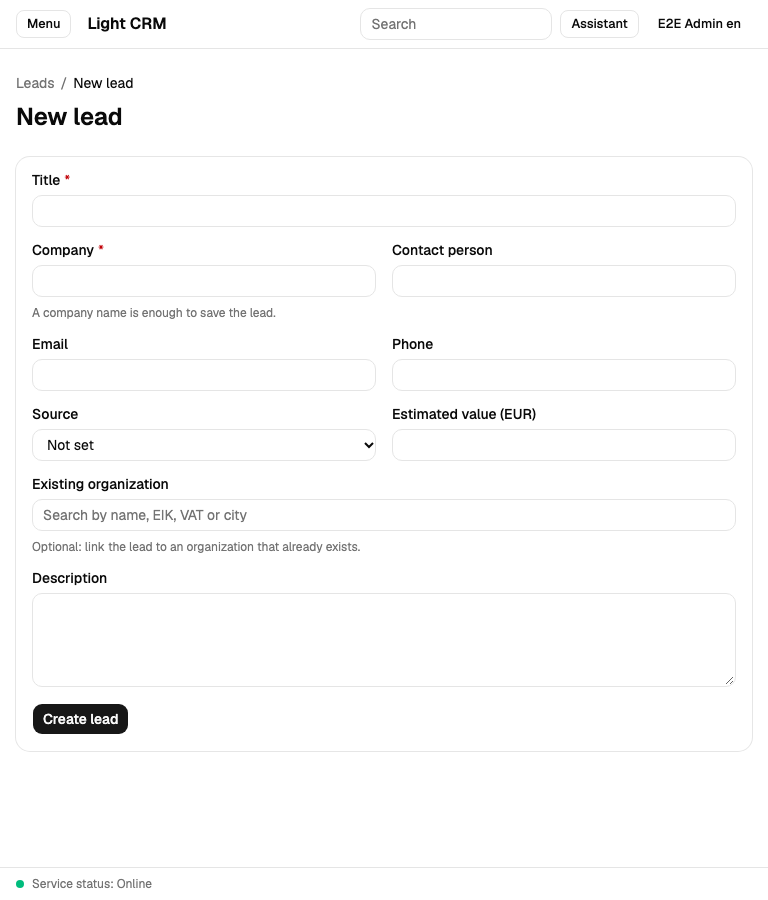 Menu Light CRM Search Assistant E2E Admin en
Leads / New lead
New lead
Title *
Company * Contact person
A company name is enough to save the lead.
Email Phone
Source Estimated value (EUR)
Not set
Existing organization
Search by name, EIK, VAT or city
Optional: link the lead to an organization that already exists.
Description
Create lead
Service status: Online